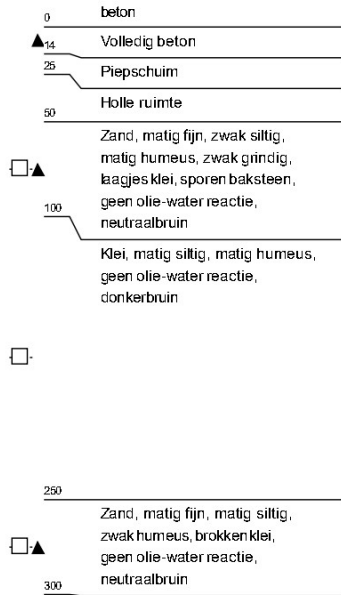 0 beton
14 Volledig beton
25 Piepschuim
Holle ruimte
50
Zand, matig fijn, zwak siltig,
matig humeus, zwak grindig,
laagjes klei, sporen baksteen,
geen olie-water reactie,
neutraalbruin
100
Klei, matig siltig, matig humeus,
geen olie-water reactie,
donkerbruin
250
Zand, matig fijn, matig siltig,
zwak humeus, brokken klei,
geen olie-water reactie,
neutraalbruin
300